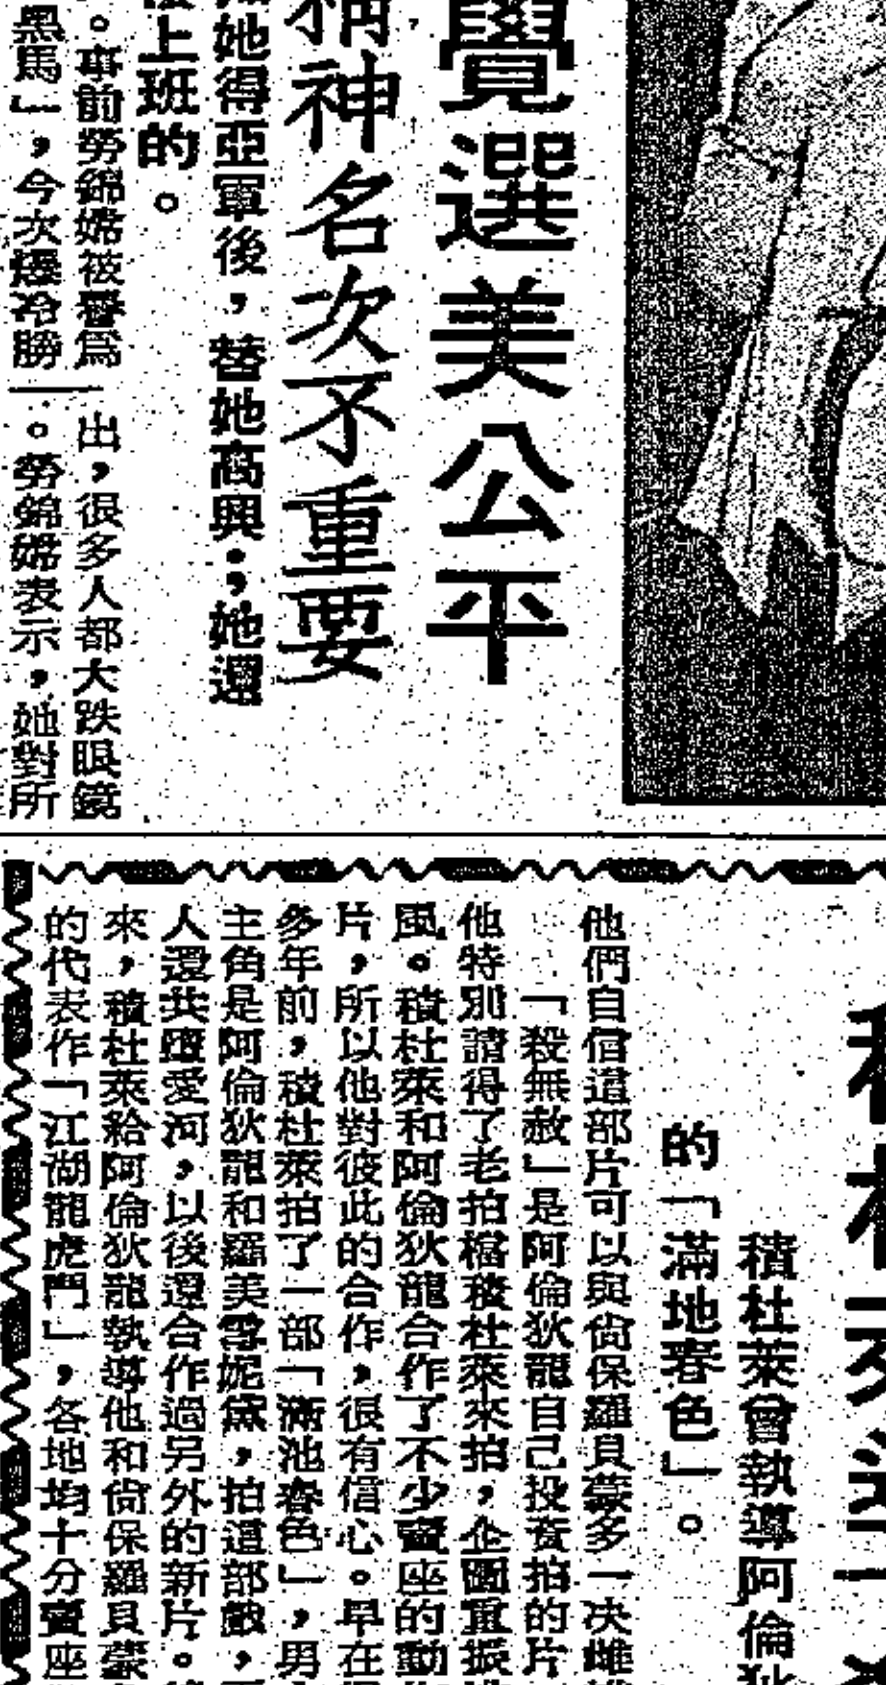 覺選美公平
精神名次不重要
她得亞軍後，替她高興；她還
上班的。
。事前勞錦嫦被譽爲
黑馬」，今次爆冷勝
出，很多人都大跌眼鏡
。勞錦嫦表示，她對所
積杜萊曾執導阿倫狄
的「滿地春色」。
他們自信這部片可以與尙保羅貝蒙多一决雌
「殺無赦」是阿倫狄龍自己投資拍的片
他特別請得了老拍檔積杜萊來拍，企圖重振
風。積杜萊和阿倫狄龍合作了不少賣座的動
片，所以他對彼此的合作，很有信心。早在
多年前，積杜萊拍了一部「滿池春色」，男
主角是阿倫狄龍和羅美雪妮黛，拍這部戲，
人還共墮愛河，以後還合作過另外的新片。
來，積杜萊給阿倫狄龍執導他和尙保羅貝蒙
的代表作「江湖龍虎鬥」，各地均十分賣座